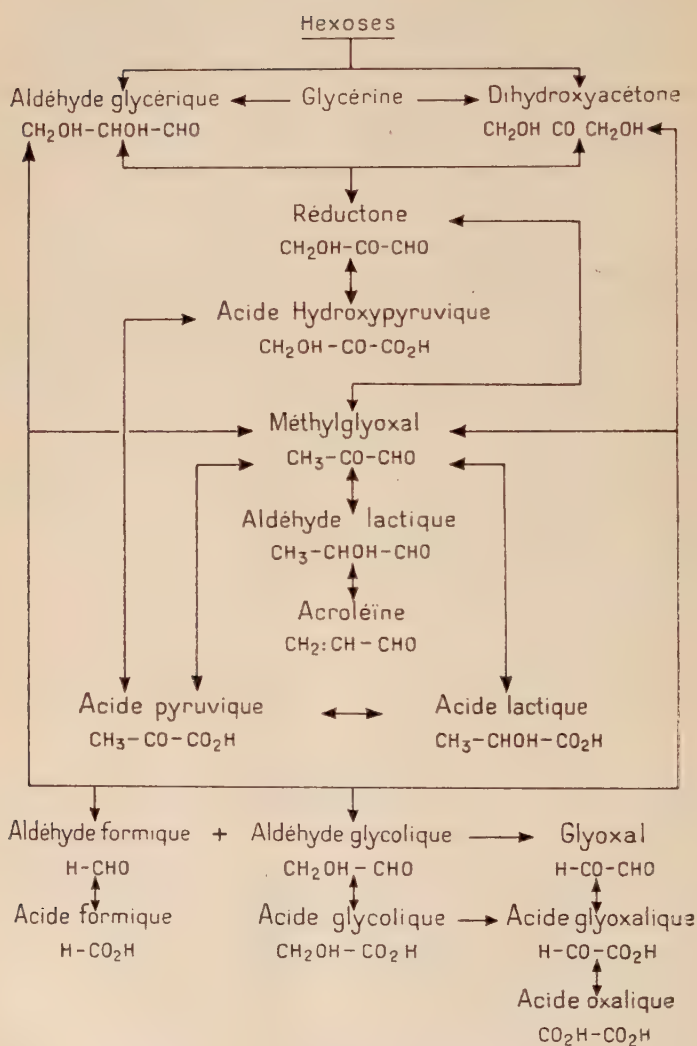 Hexoses
Aldéhyde glycérique Glycérine Dihydroxyacétone
CH₂OH-CHOH-CHO CH₂OH CO CH₂OH
Réductone
CH₂OH-CO-CHO
Acide Hydroxypyruvique
CH₂OH-CO-CO₂H
Méthylglyoxal
CH₃-CO-CHO
Aldéhyde lactique
CH₃-CHOH-CHO
Acroléïne
CH₂:CH-CHO
Acide pyruvique Acide lactique
CH₃-CO-CO₂H CH₃-CHOH-CO₂H
Aldéhyde formique + Aldéhyde glycolique Glyoxal
H-CHO CH₂OH-CHO H-CO-CHO
Acide formique Acide glycolique Acide glyoxalique
H-CO₂H CH₂OH-CO₂H H-CO-CO₂H
Acide oxalique
CO₂H-CO₂H